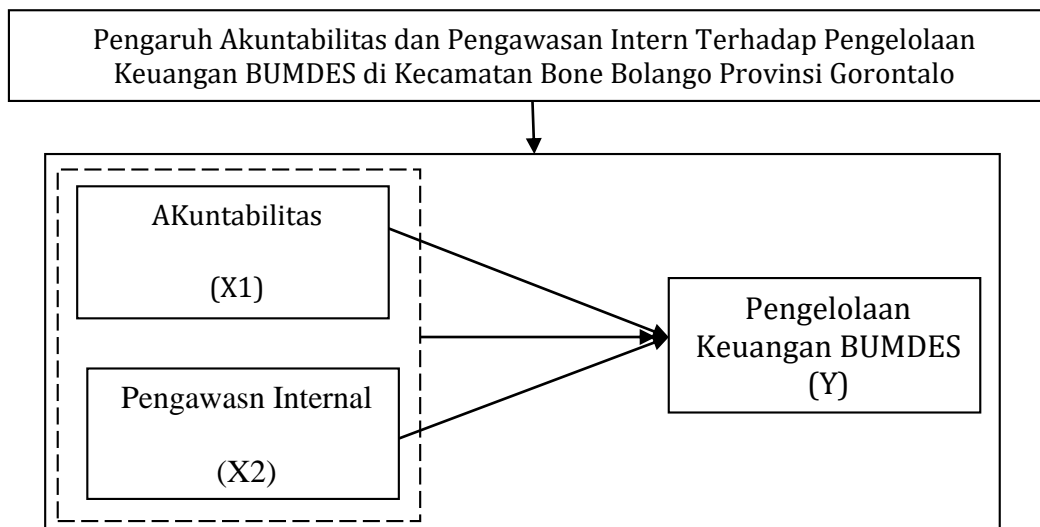 Pengaruh Akuntabilitas dan Pengawasan Intern Terhadap Pengelolaan
Keuangan BUMDES di Kecamatan Bone Bolango Provinsi Gorontalo
AKuntabilitas
(X1)
Pengelolaan
Keuangan BUMDES
(Y)
Pengawasn Internal
(X2)